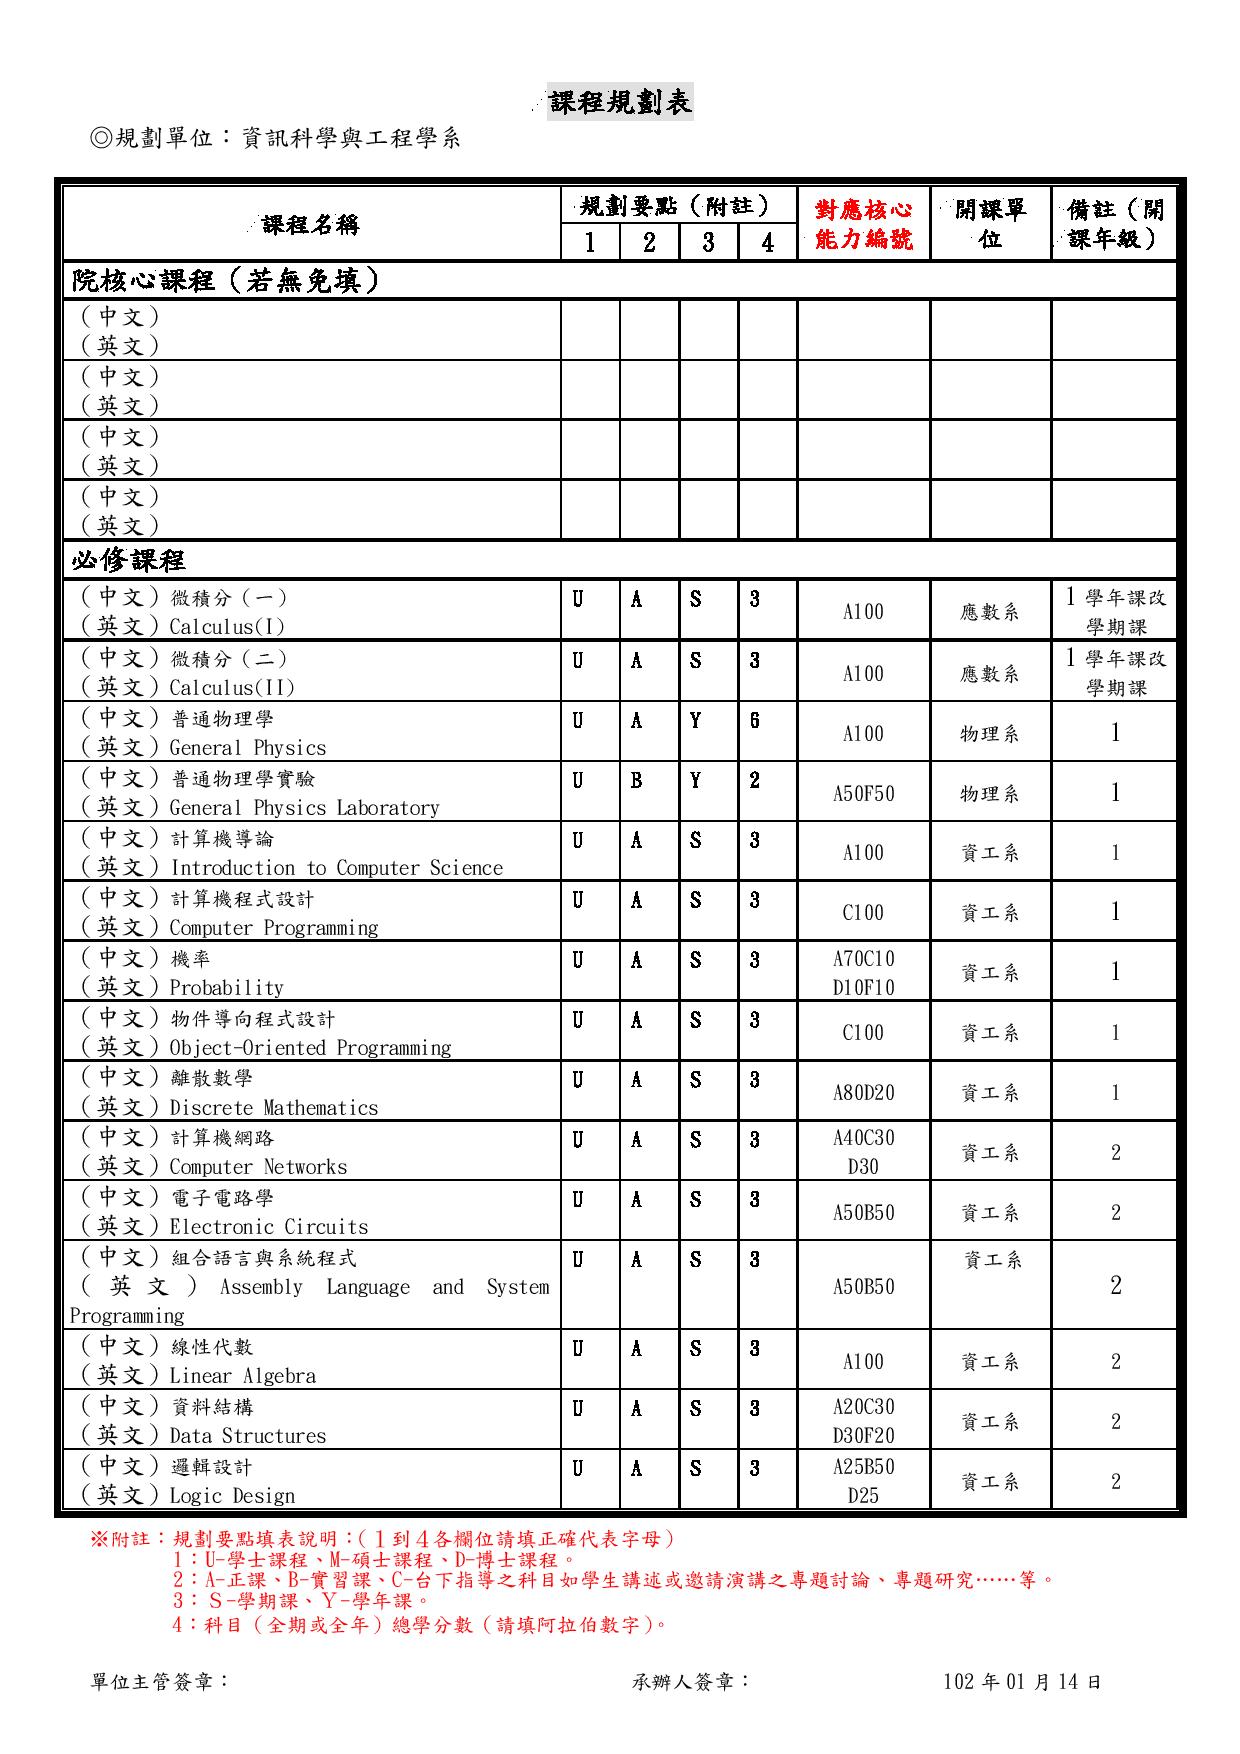 課程規劃表
◎規劃單位：資訊科學與工程學系
課程名稱 規劃要點（附註） 對應核心能力編號 開課單位 備註（開課年級）
1 2 3 4
院核心課程（若無免填）
（中文）
（英文）
（中文）
（英文）
（中文）
（英文）
（中文）
（英文）
必修課程
（中文）微積分（一） U A S 3 A100 應數系 1 學年課改學期課
（英文）Calculus(I)
（中文）微積分（二） U A S 3 A100 應數系 1 學年課改學期課
（英文）Calculus(II)
（中文）普通物理學 U A Y 6 A100 物理系 1
（英文）General Physics
（中文）普通物理學實驗 U B Y 2 A50F50 物理系 1
（英文）General Physics Laboratory
（中文）計算機導論 U A S 3 A100 資工系 1
（英文）Introduction to Computer Science
（中文）計算機程式設計 U A S 3 C100 資工系 1
（英文）Computer Programming
（中文）機率 U A S 3 A70C10 資工系 1
（英文）Probability D10F10
（中文）物件導向程式設計 U A S 3 C100 資工系 1
（英文）Object-Oriented Programming
（中文）離散數學 U A S 3 A80D20 資工系 1
（英文）Discrete Mathematics
（中文）計算機網路 U A S 3 A40C30 資工系 2
（英文）Computer Networks D30
（中文）電子電路學 U A S 3 A50B50 資工系 2
（英文）Electronic Circuits
（中文）組合語言與系統程式 U A S 3 A50B50 資工系 2
（英文）Assembly Language and System
Programming
（中文）線性代數 U A S 3 A100 資工系 2
（英文）Linear Algebra
（中文）資料結構 U A S 3 A20C30 資工系 2
（英文）Data Structures D30F20
（中文）邏輯設計 U A S 3 A25B50 資工系 2
（英文）Logic Design D25
※附註：規劃要點填表說明：（１到４各欄位請填正確代表字母）
1：U-學士課程、M-碩士課程、D-博士課程。
2：A-正課、B-實習課、C-台下指導之科目如學生講述或邀請演講之專題討論、專題研究……等。
3：Ｓ-學期課、Ｙ-學年課。
4：科目（全期或全年）總學分數（請填阿拉伯數字）。
單位主管簽章： 承辦人簽章： 102 年 01 月 14 日